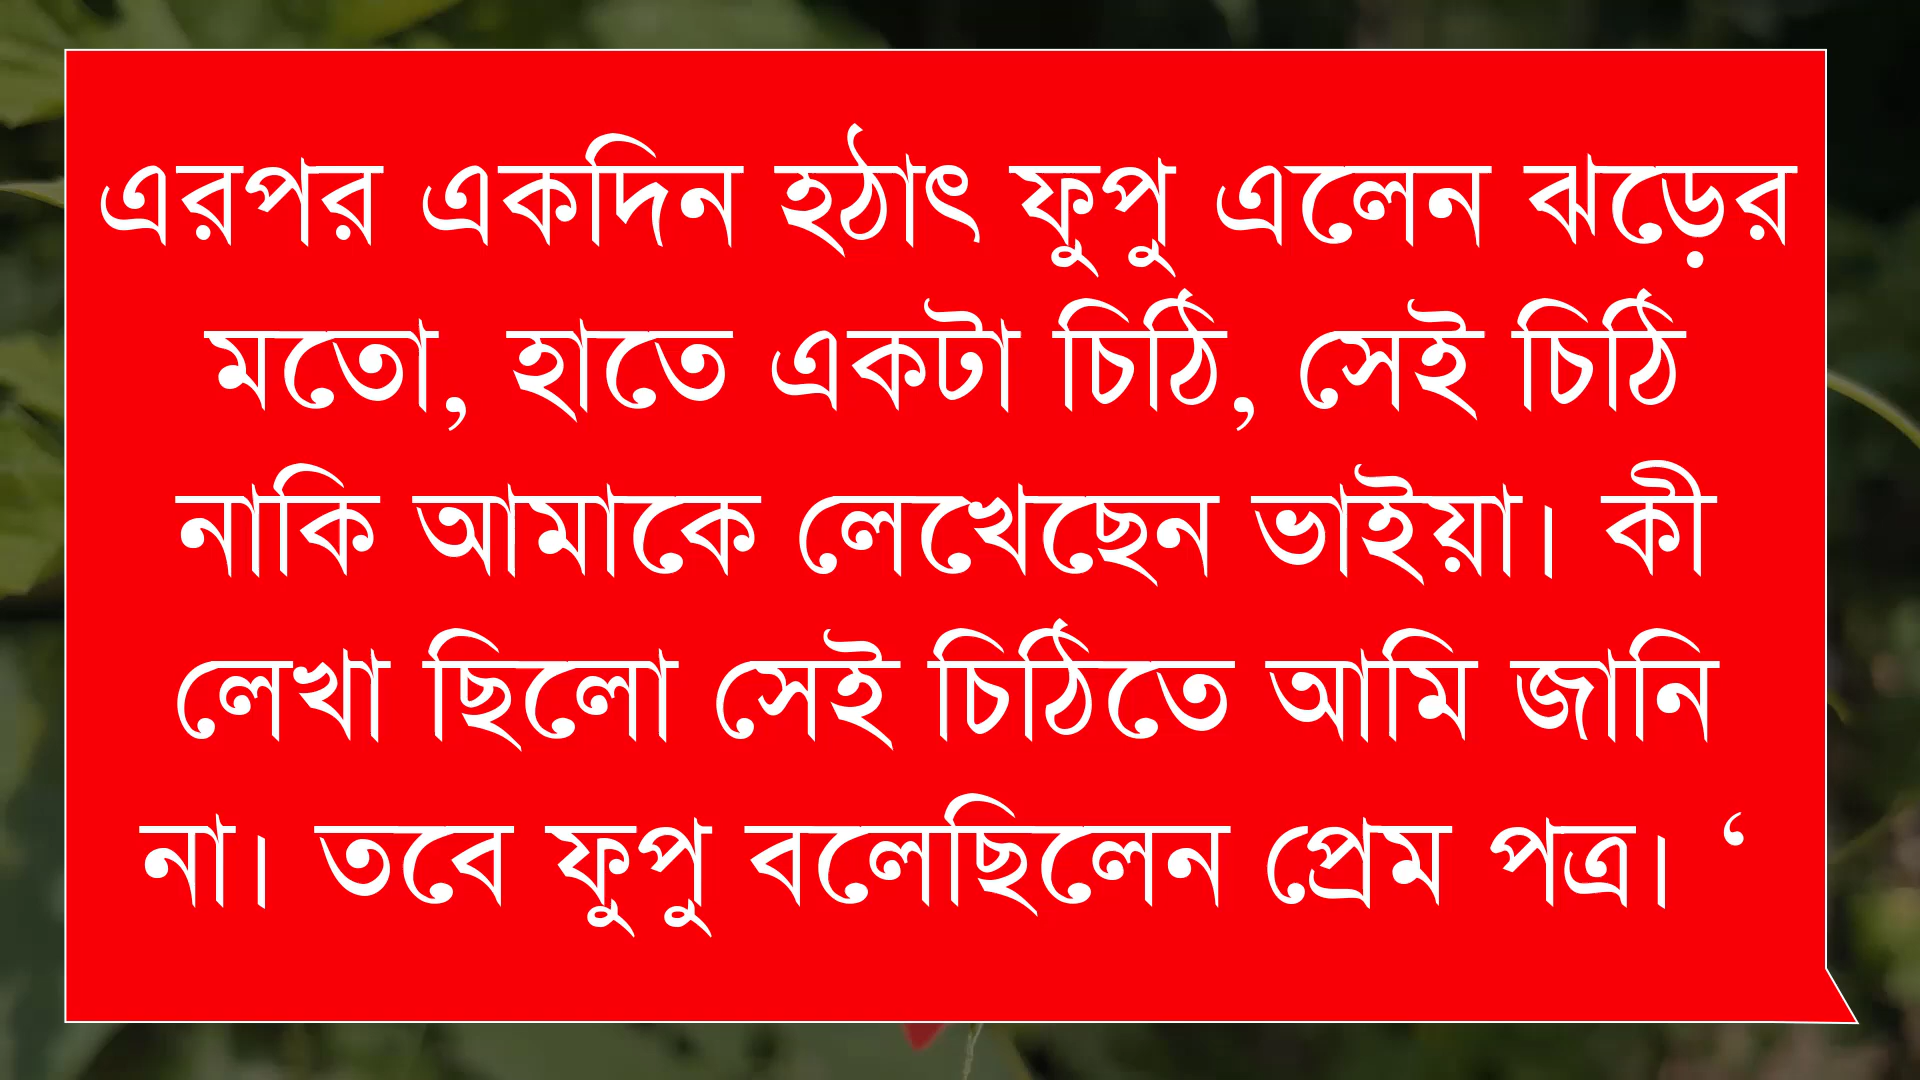 এরপর একদিন হঠাৎ ফুপু এলেন ঝড়ের
মতো, হাতে একটা চিঠি, সেই চিঠি
নাকি আমাকে লেখেছেন ভাইয়া। কী
লেখা ছিলো সেই চিঠিতে আমি জানি
না। তবে ফুপু বলেছিলেন প্রেম পত্র। ‘